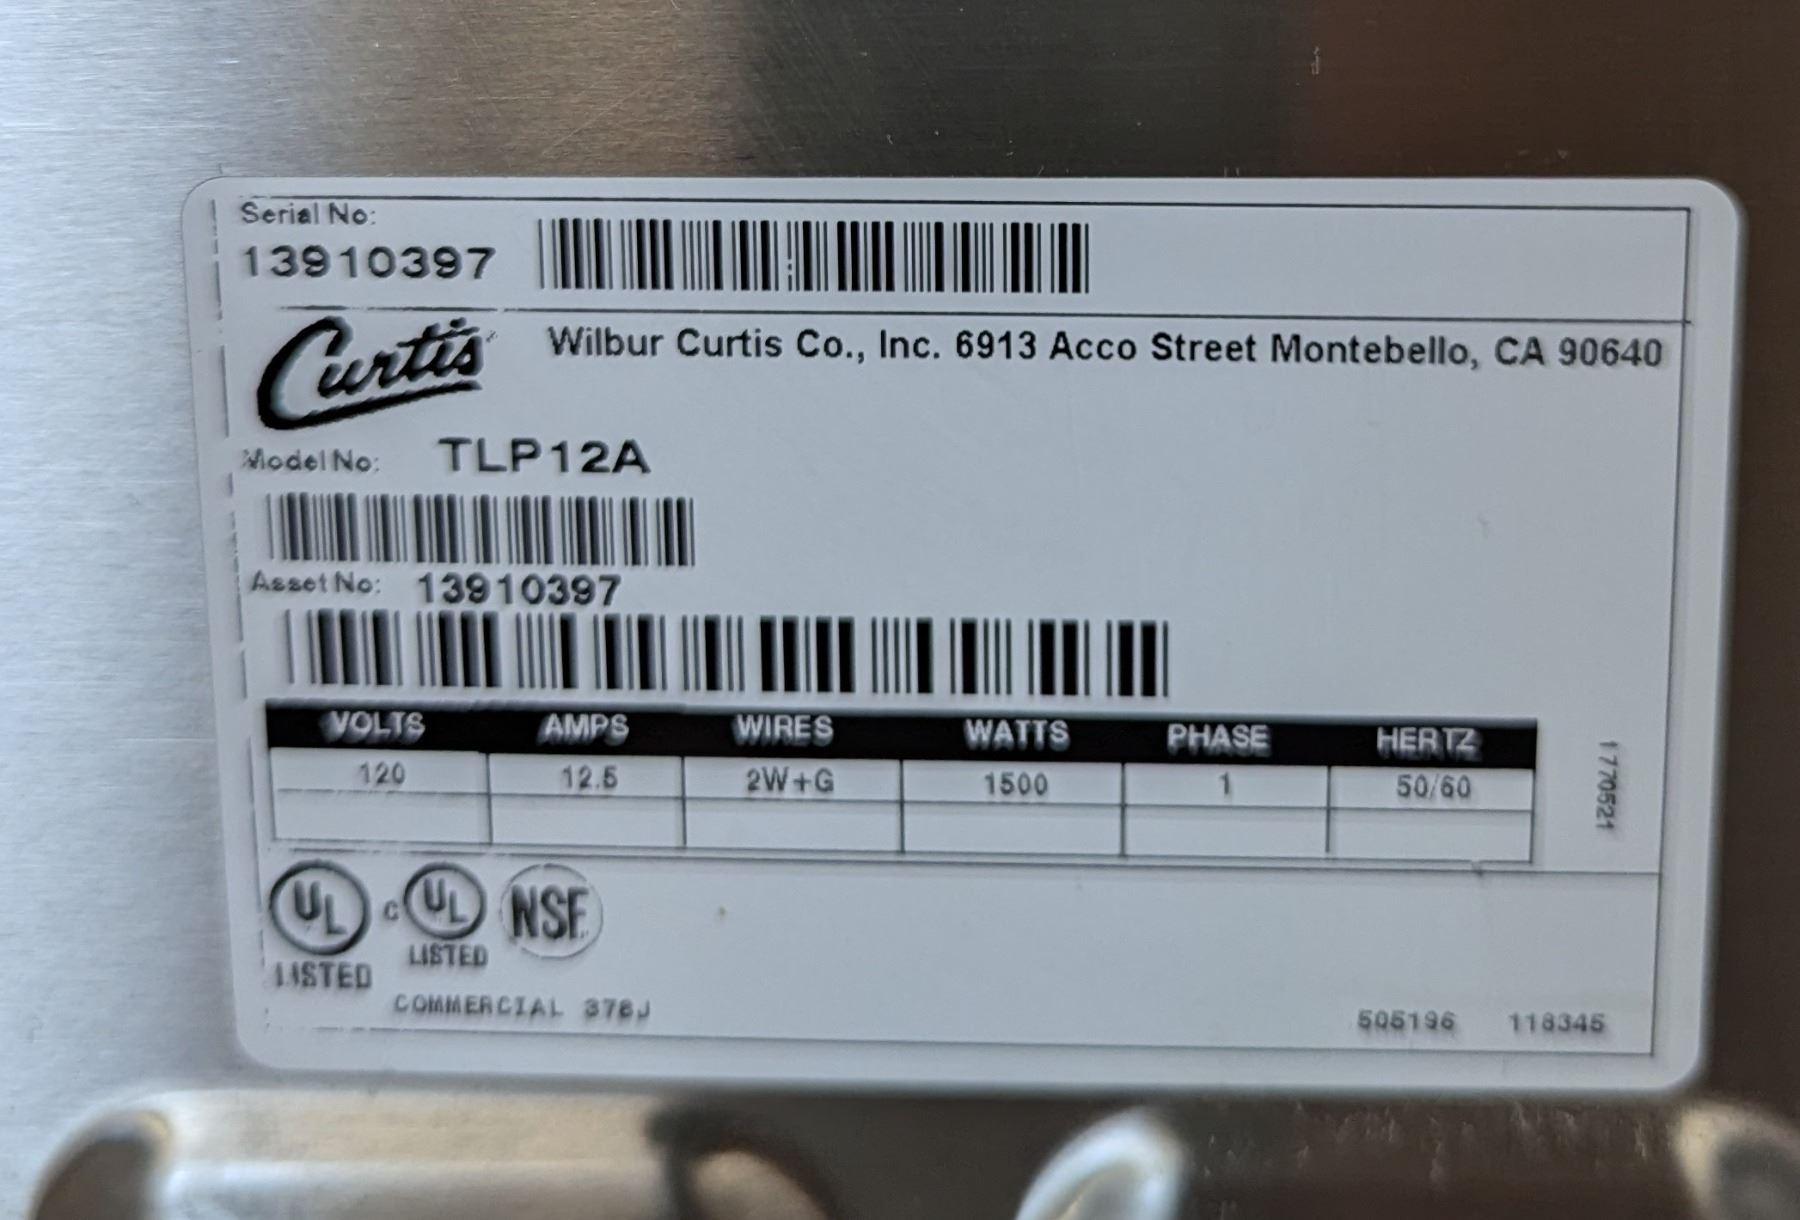 Serial No:
13910397
Curtis
Wilbur Curtis Co., Inc. 6913 Acco Street Montebello, CA 90640
Model No: TLP12A
Asset No: 13910397
VOLTS AMPS WIRES WATTS PHASE HERTZ
120 12.5 2W+G 1500 1 50/60
1770521
UL c UL NSF
LISTED LISTED
COMMERCIAL 378J
505196 118345